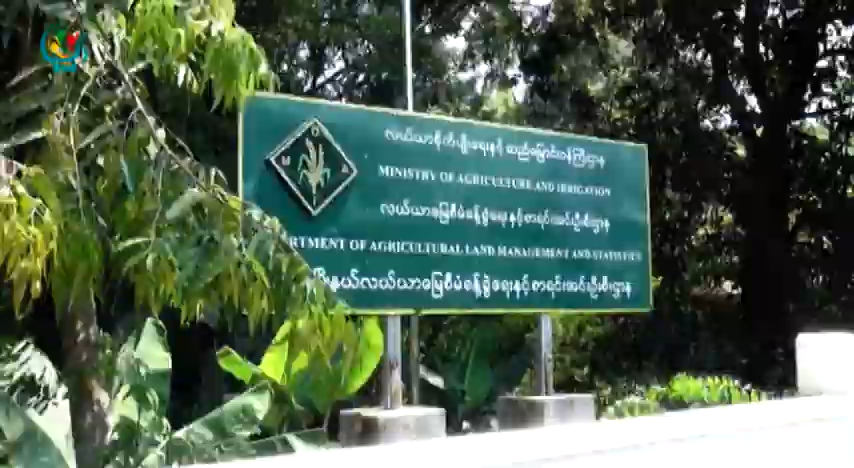 လယ်ယာစိုက်ပျိုးရေးနှင့် ဆည်မြောင်းဝန်ကြီးဌာန
MINISTRY OF AGRICULTURE AND IRRIGATION
လယ်ယာမြေစီမံခန့်ခွဲရေးနှင့်စာရင်းအင်းဦးစီးဌာန
RTMENT OF AGRICULTURAL LAND MANAGEMENT AND STATISTICS
မြို့နယ်လယ်ယာမြေစီမံခန့်ခွဲရေးနှင့်စာရင်းအင်းဦးစီးဌာန